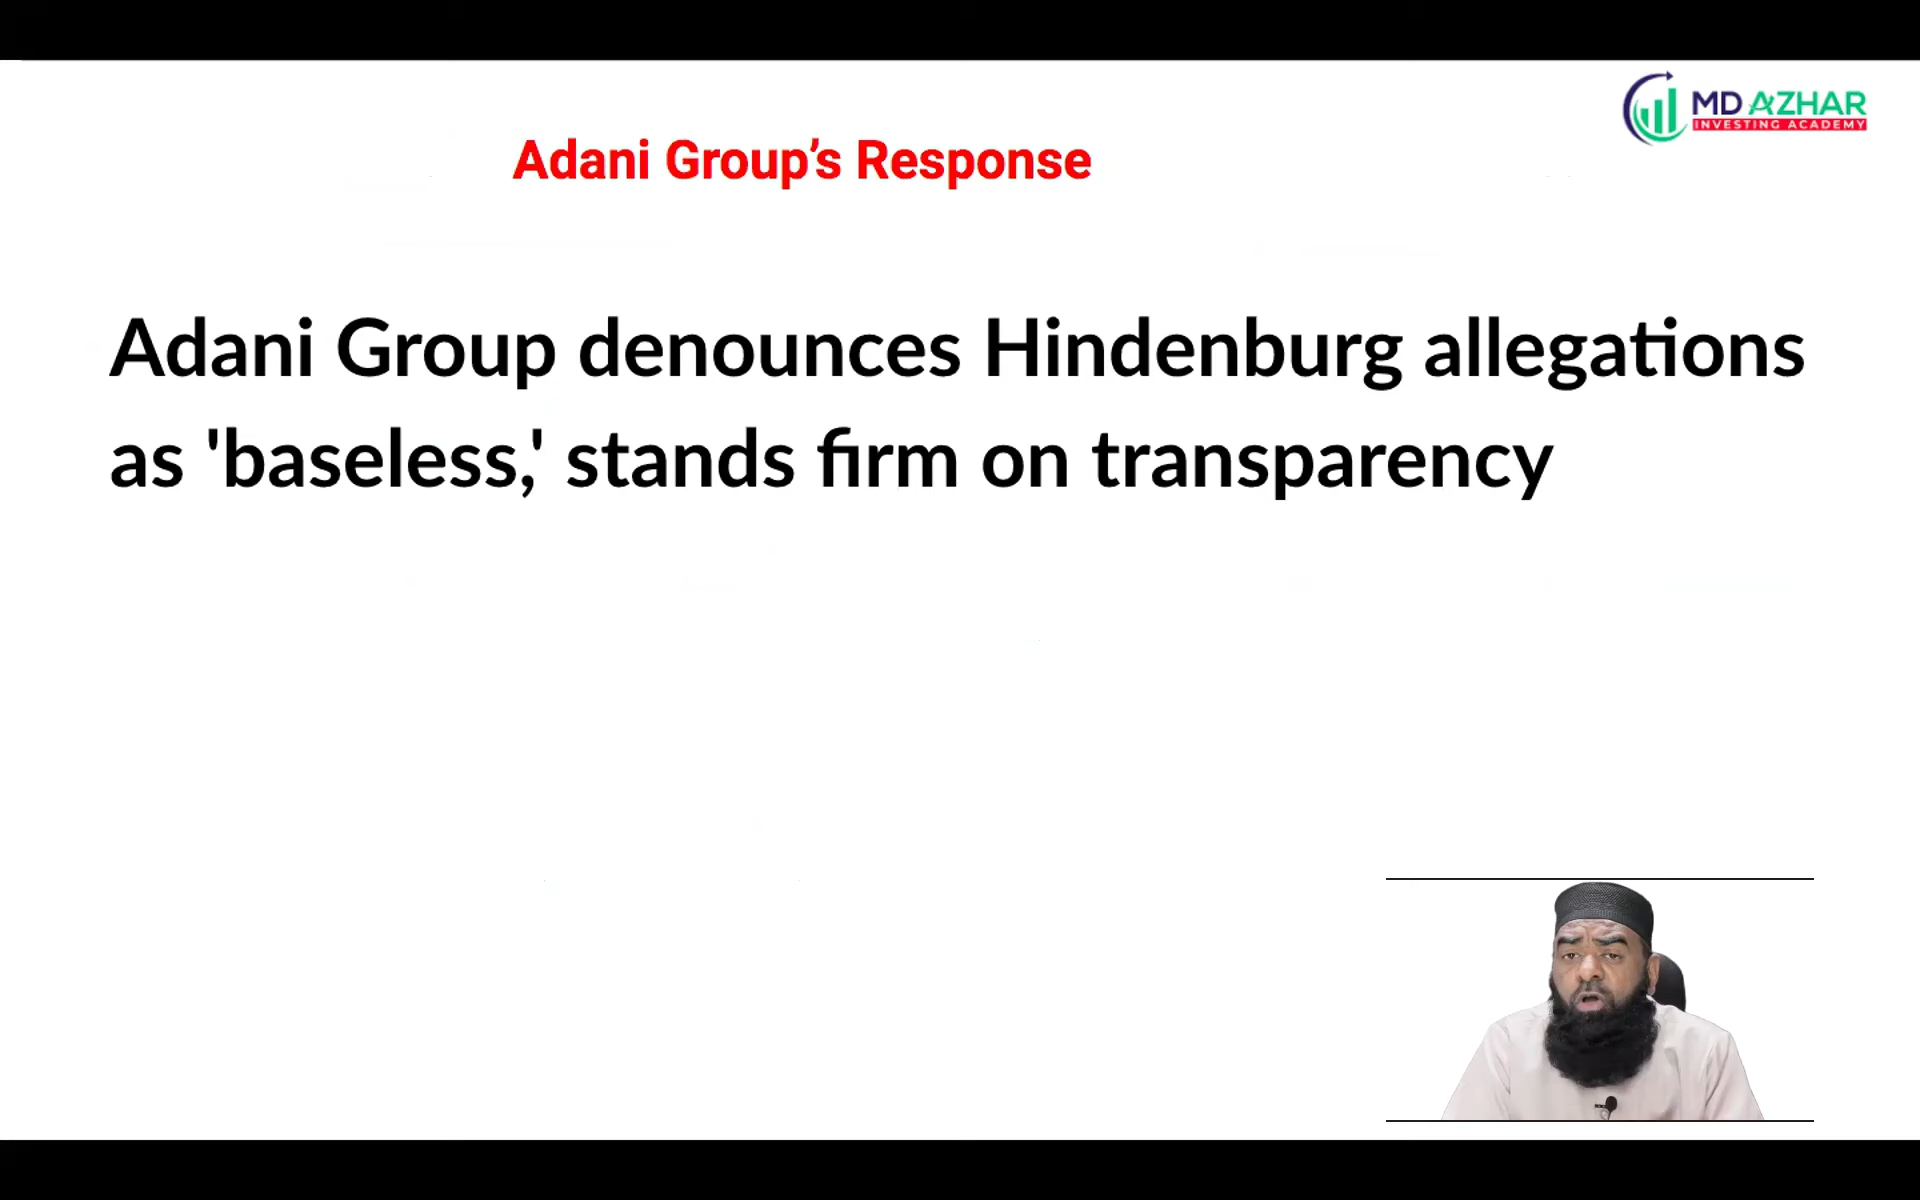 MD AZHAR
INVESTING ACADEMY
Adani Group’s Response
Adani Group denounces Hindenburg allegations
as 'baseless,' stands firm on transparency